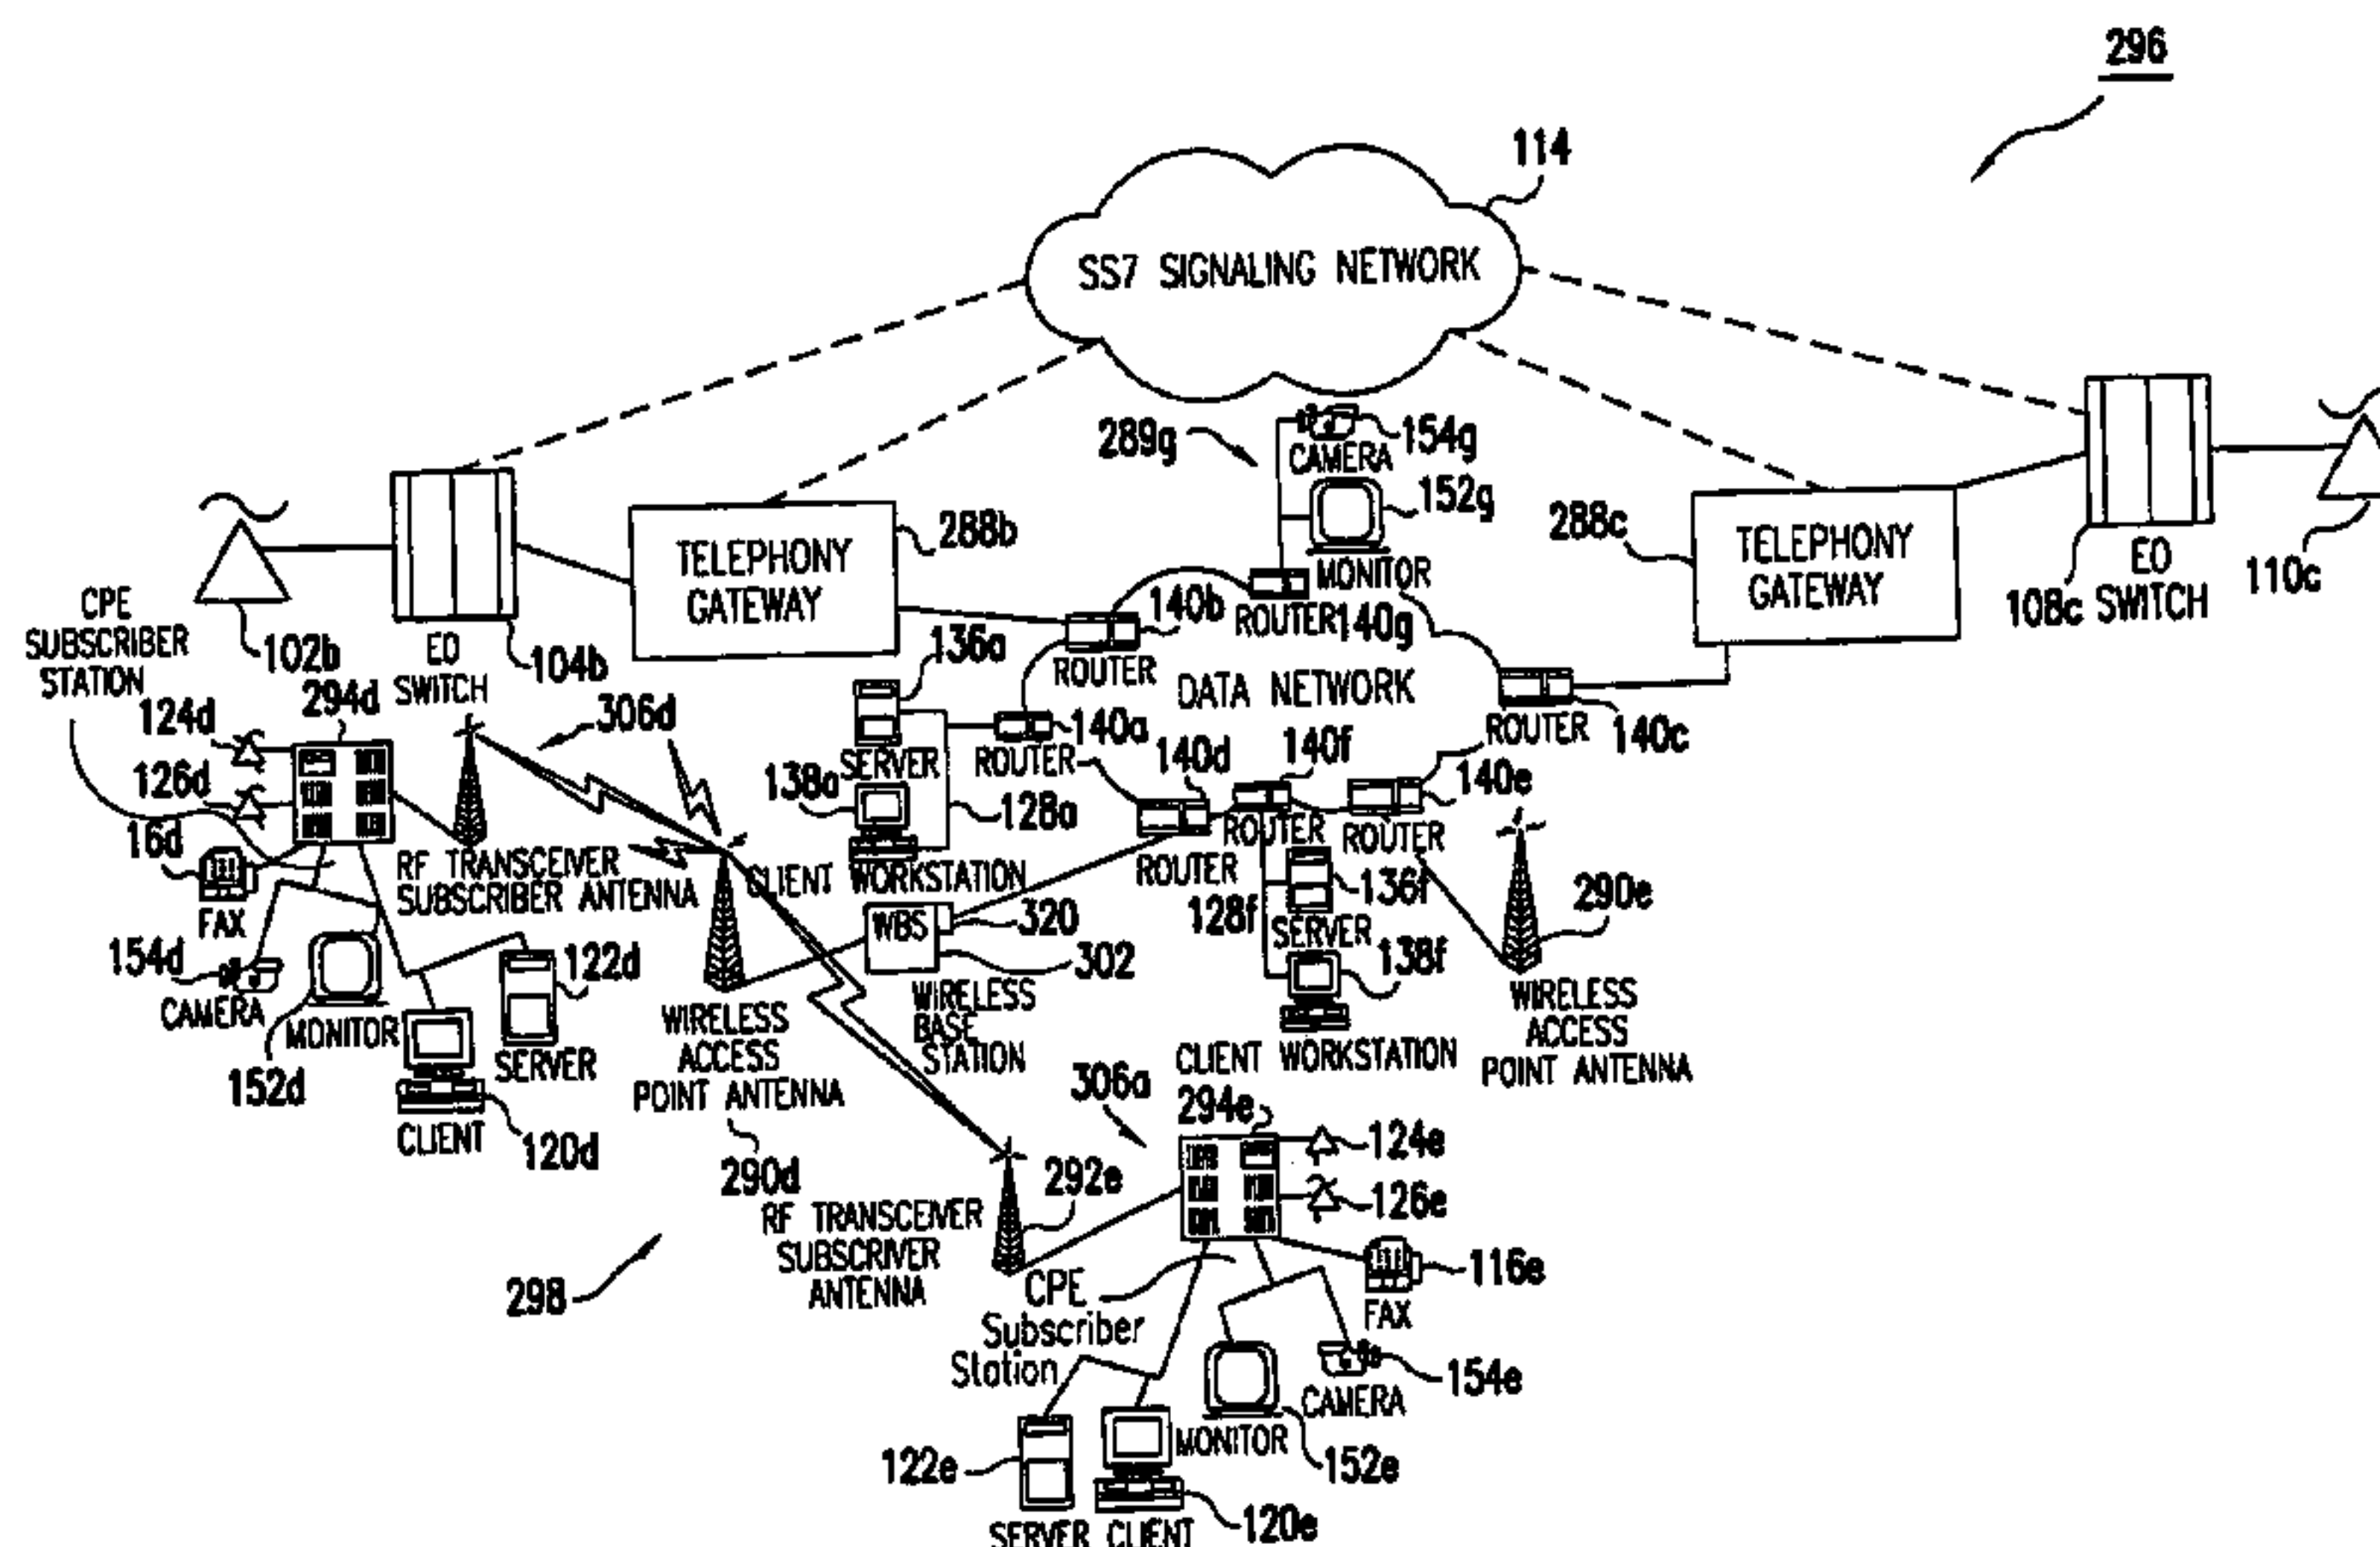 296
114
SS7 SIGNALING NETWORK
289g
154g
CAMERA
152g
MONITOR
288b
TELEPHONY
GATEWAY
288c
TELEPHONY
GATEWAY
EO
SWITCH
108c
110c
CPE
SUBSCRIBER
STATION
102b
EO
SWITCH
104b
136a
140b
ROUTER
ROUTER
140g
DATA NETWORK
124d
294d
306d
126d
16d
FAX
RF TRANSCEIVER
SUBSCRIBER ANTENNA
SERVER
138a
128a
CLIENT WORKSTATION
ROUTER
140a
140d
ROUTER
140f
ROUTER
140e
ROUTER
ROUTER
140c
136f
128f
SERVER
138f
CLIENT WORKSTATION
290e
WIRELESS
ACCESS
POINT ANTENNA
WBS
320
302
WIRELESS
BASE
STATION
154d
CAMERA
MONITOR
152d
122d
SERVER
CLIENT
120d
WIRELESS
ACCESS
POINT ANTENNA
290d
306a
294e
124e
126e
292e
RF TRANSCEIVER
SUBSCRIVER
ANTENNA
298
CPE
Subscriber
Station
116e
FAX
154e
CAMERA
MONITOR
152e
122e
SERVER
CLIENT
120e